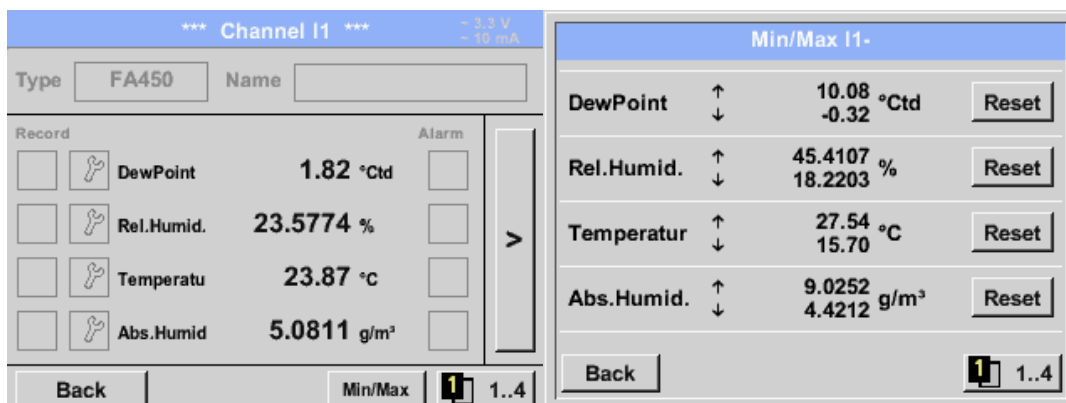 *** Channel I1 ***
~ 3.3 V
~ 10 mA
Type FA450 Name
Record Alarm
DewPoint 1.82 °Ctd
Rel.Humid. 23.5774 %
Temperatu 23.87 °C
Abs.Humid 5.0811 g/m³
>
Back Min/Max 1 1..4
Min/Max I1-
DewPoint ↑ 10.08 °Ctd Reset
↓ -0.32
Rel.Humid. ↑ 45.4107 % Reset
↓ 18.2203
Temperatur ↑ 27.54 °C Reset
↓ 15.70
Abs.Humid. ↑ 9.0252 g/m³ Reset
↓ 4.4212
Back 1 1..4